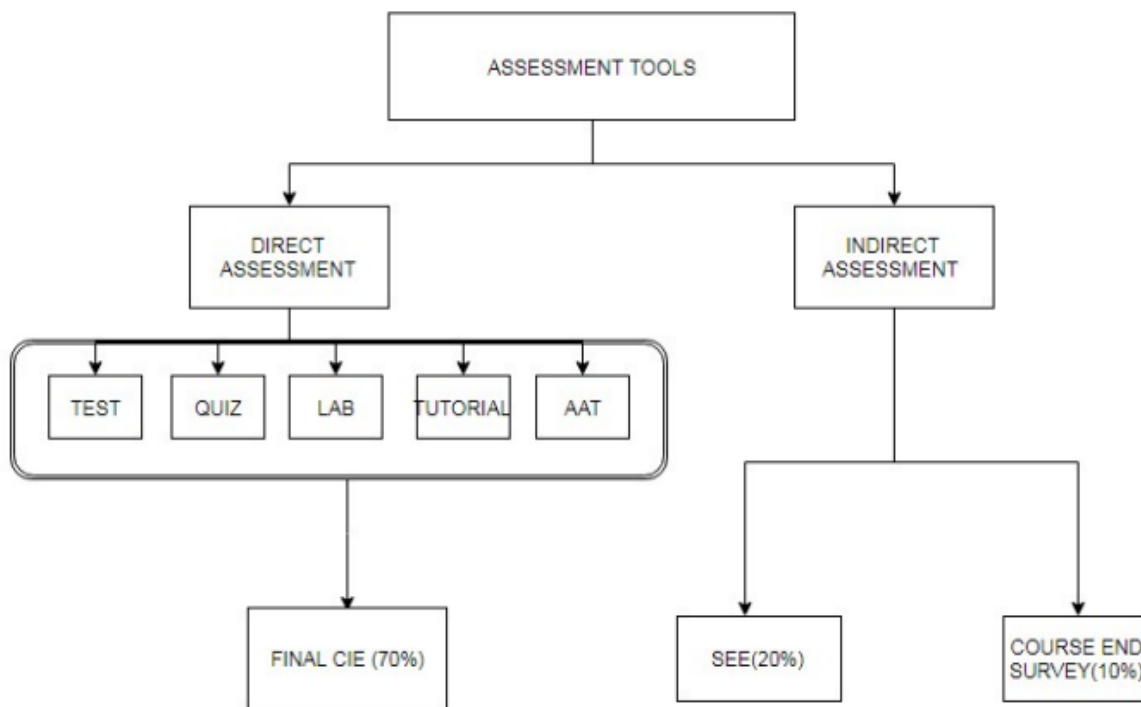 ASSESSMENT TOOLS
DIRECT
ASSESSMENT
INDIRECT
ASSESSMENT
TEST
QUIZ
LAB
TUTORIAL
AAT
FINAL CIE (70%)
SEE(20%)
COURSE END
SURVEY(10%)